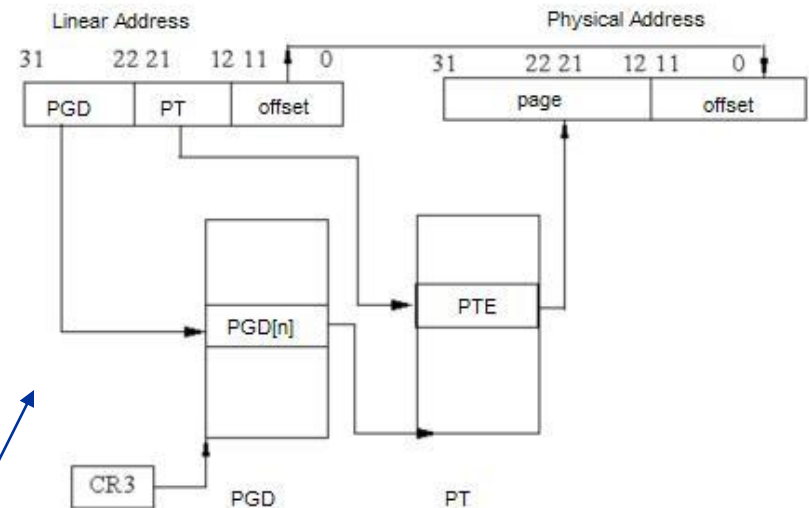 Linear Address Physical Address
31 22 21 12 11 0 31 22 21 12 11 0
PGD PT offset page offset
PGD[n] PTE
CR3
PGD PT